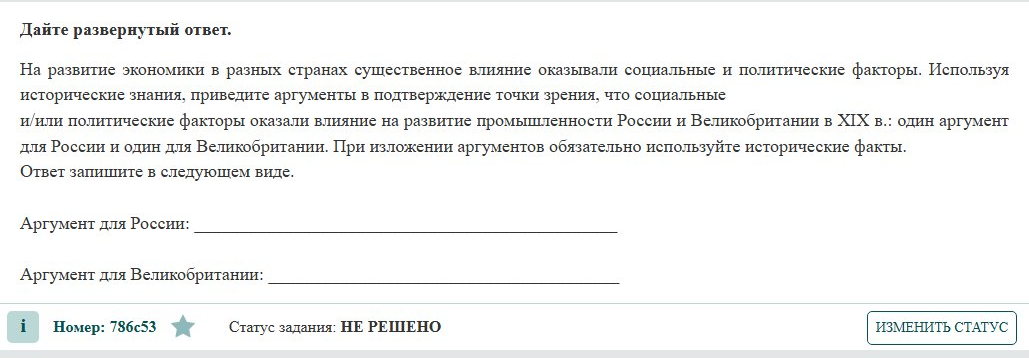 Дайте развернутый ответ.
На развитие экономики в разных странах существенное влияние оказывали социальные и политические факторы. Используя
исторические знания, приведите аргументы в подтверждение точки зрения, что социальные
и/или политические факторы оказали влияние на развитие промышленности России и Великобритании в XIX в.: один аргумент
для России и один для Великобритании. При изложении аргументов обязательно используйте исторические факты.
Ответ запишите в следующем виде.
Аргумент для России: ____________________
Аргумент для Великобритании: ____________________
i Номер: 786c53 Статус задания: НЕ РЕШЕНО ИЗМЕНИТЬ СТАТУС